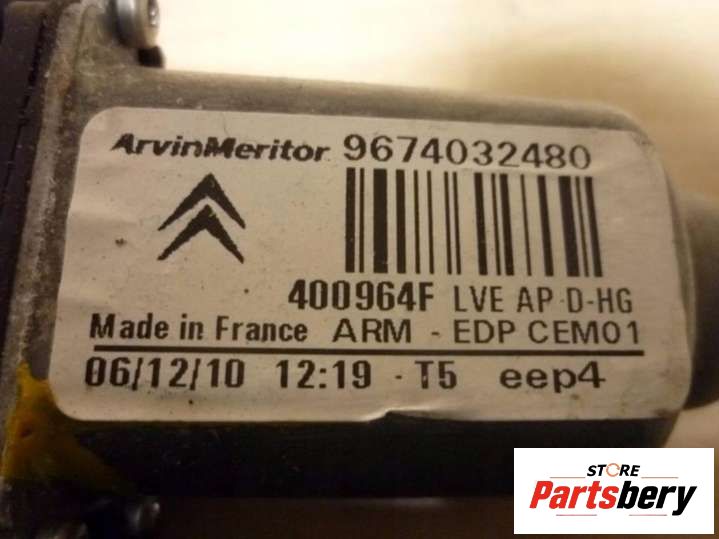 ArvinMeritor 9674032480
400964F LVE AP-D-HG
Made in France ARM - EDP CEM01
06/12/10 12:19 - T5 eep4
STORE
Partsbery